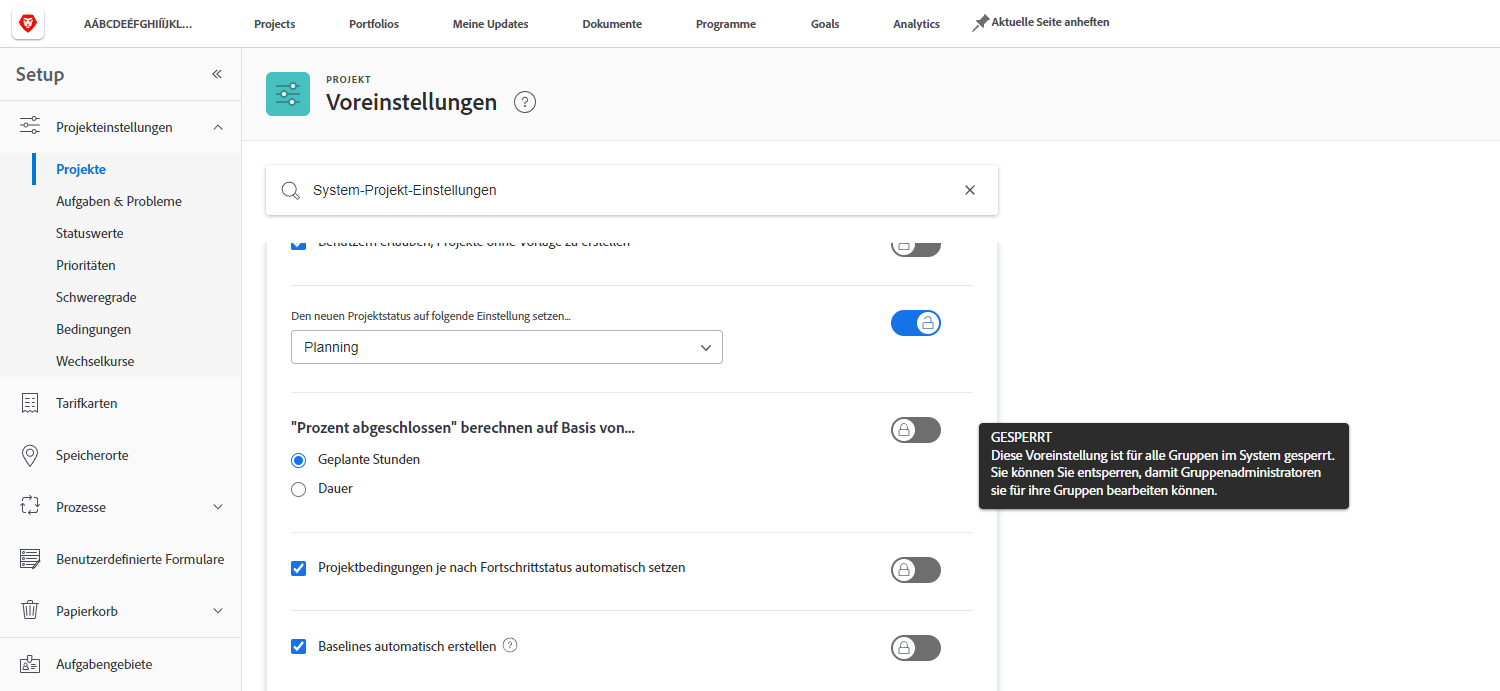 AÁBCDEÉFGHIÍÏJKL...
Projects
Portfolios
Meine Updates
Dokumente
Programme
Goals
Analytics
Aktuelle Seite anheften
Setup
Projekteinstellungen
Projekte
Aufgaben & Probleme
Statuswerte
Prioritäten
Schweregrade
Bedingungen
Wechselkurse
Tarifkarten
Speicherorte
Prozesse
Benutzerdefinierte Formulare
Papierkorb
Aufgabengebiete
PROJEKT
Voreinstellungen
?
System-Projekt-Einstellungen
Benutzern erlauben, Projekte ohne Vorlage zu erstellen
Den neuen Projektstatus auf folgende Einstellung setzen...
Planning
"Prozent abgeschlossen" berechnen auf Basis von...
Geplante Stunden
Dauer
GESPERRT
Diese Voreinstellung ist für alle Gruppen im System gesperrt.
Sie können Sie entsperren, damit Gruppenadministratoren
sie für ihre Gruppen bearbeiten können.
Projektbedingungen je nach Fortschrittstatus automatisch setzen
Baselines automatisch erstellen ?